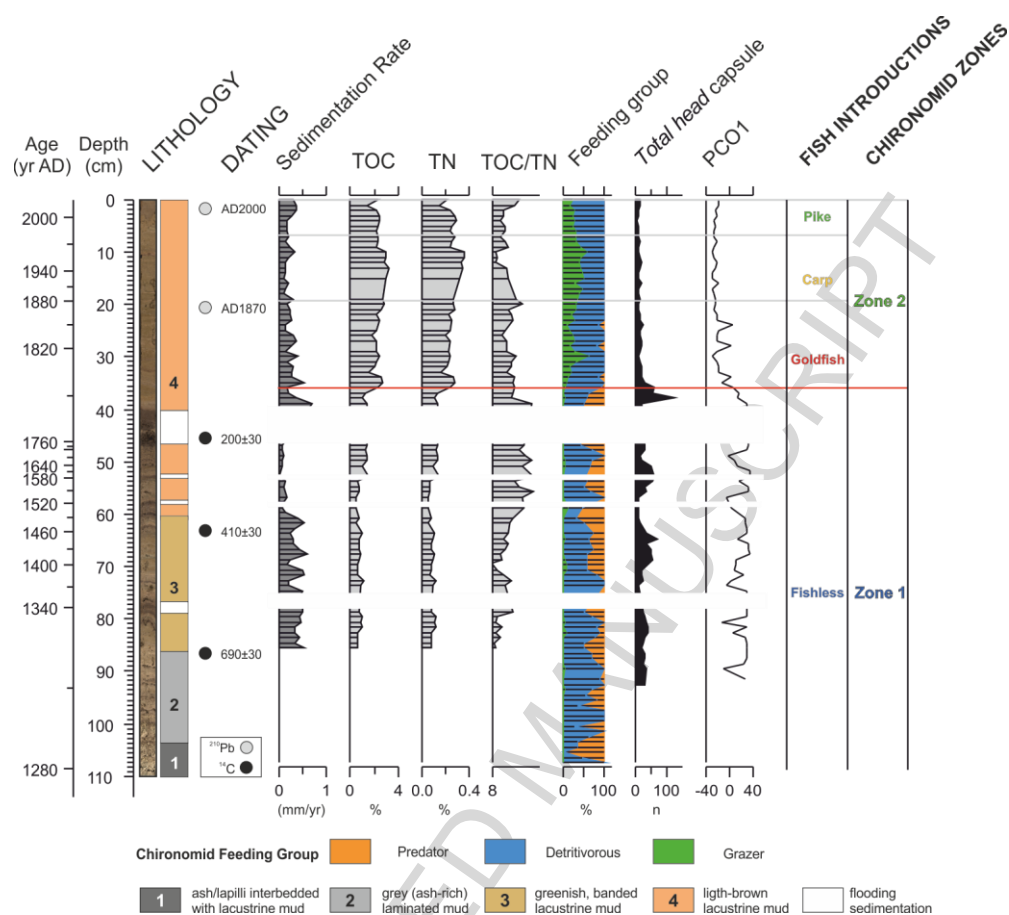 Age
(yr AD)
Depth
(cm)
LITHOLOGY
DATING
Sedimentation Rate
TOC
TN
TOC/TN
Feeding group
Total head capsule
PCO1
FISH INTRODUCTIONS
CHIRONOMID ZONES
2000
1940
1880
1820
1760
1640
1580
1520
1460
1400
1340
1280
0
10
20
30
40
50
60
70
80
90
100
110
4
3
2
1
AD2000
AD1870
200±30
410±30
690±30
210Pb
14C
Pike
Carp
Goldfish
Fishless
Zone 2
Zone 1
0 1
(mm/yr)
0 4
%
0.0 0.4
%
8
0 100
%
0 100
n
-40 0 40
ED MANUSCRIPT
Chironomid Feeding Group
Predator
Detritivorous
Grazer
1 ash/lapilli interbedded
with lacustrine mud
2 grey (ash-rich)
laminated mud
3 greenish, banded
lacustrine mud
4 ligth-brown
lacustrine mud
flooding
sedimentation